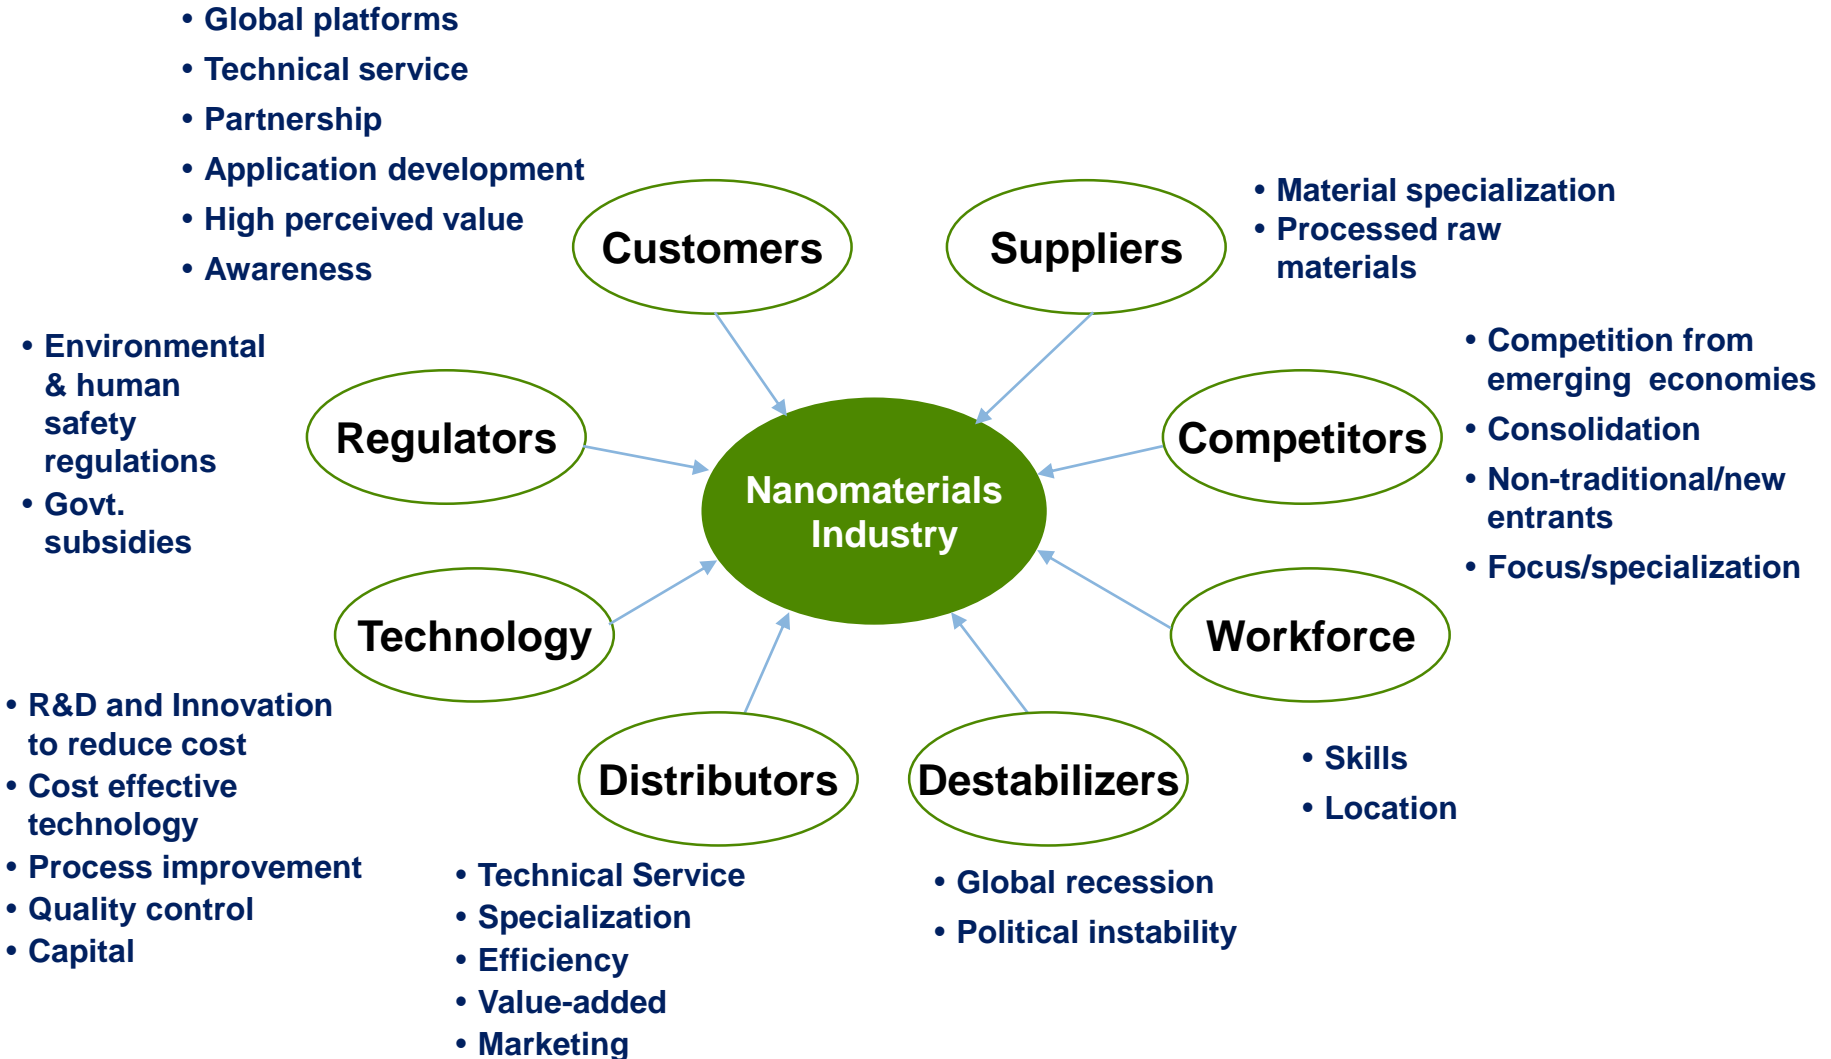 • Global platforms
• Technical service
• Partnership
• Application development
• High perceived value
• Awareness
Customers
Suppliers
• Material specialization
• Processed raw
materials
• Environmental
& human
safety
regulations
• Govt.
subsidies
Regulators
Nanomaterials
Industry
Competitors
• Competition from
emerging economies
• Consolidation
• Non-traditional/new
entrants
• Focus/specialization
Technology
Workforce
• R&D and Innovation
to reduce cost
• Cost effective
technology
• Process improvement
• Quality control
• Capital
Distributors
Destabilizers
• Skills
• Location
• Technical Service
• Specialization
• Efficiency
• Value-added
• Marketing
• Global recession
• Political instability